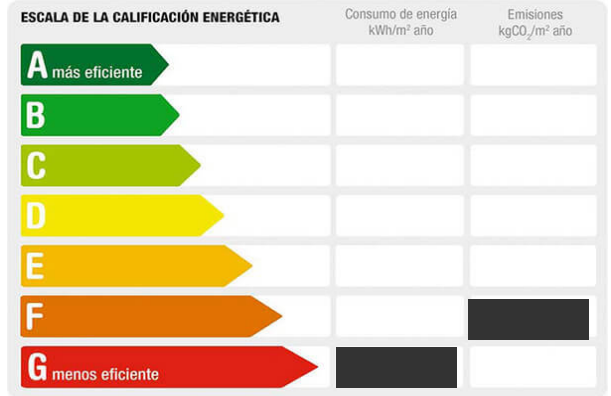 ESCALA DE LA CALIFICACIÓN ENERGÉTICA
Consumo de energía
kWh/m² año
Emisiones
kgCO₂/m² año
A más eficiente
B
C
D
E
F
G menos eficiente